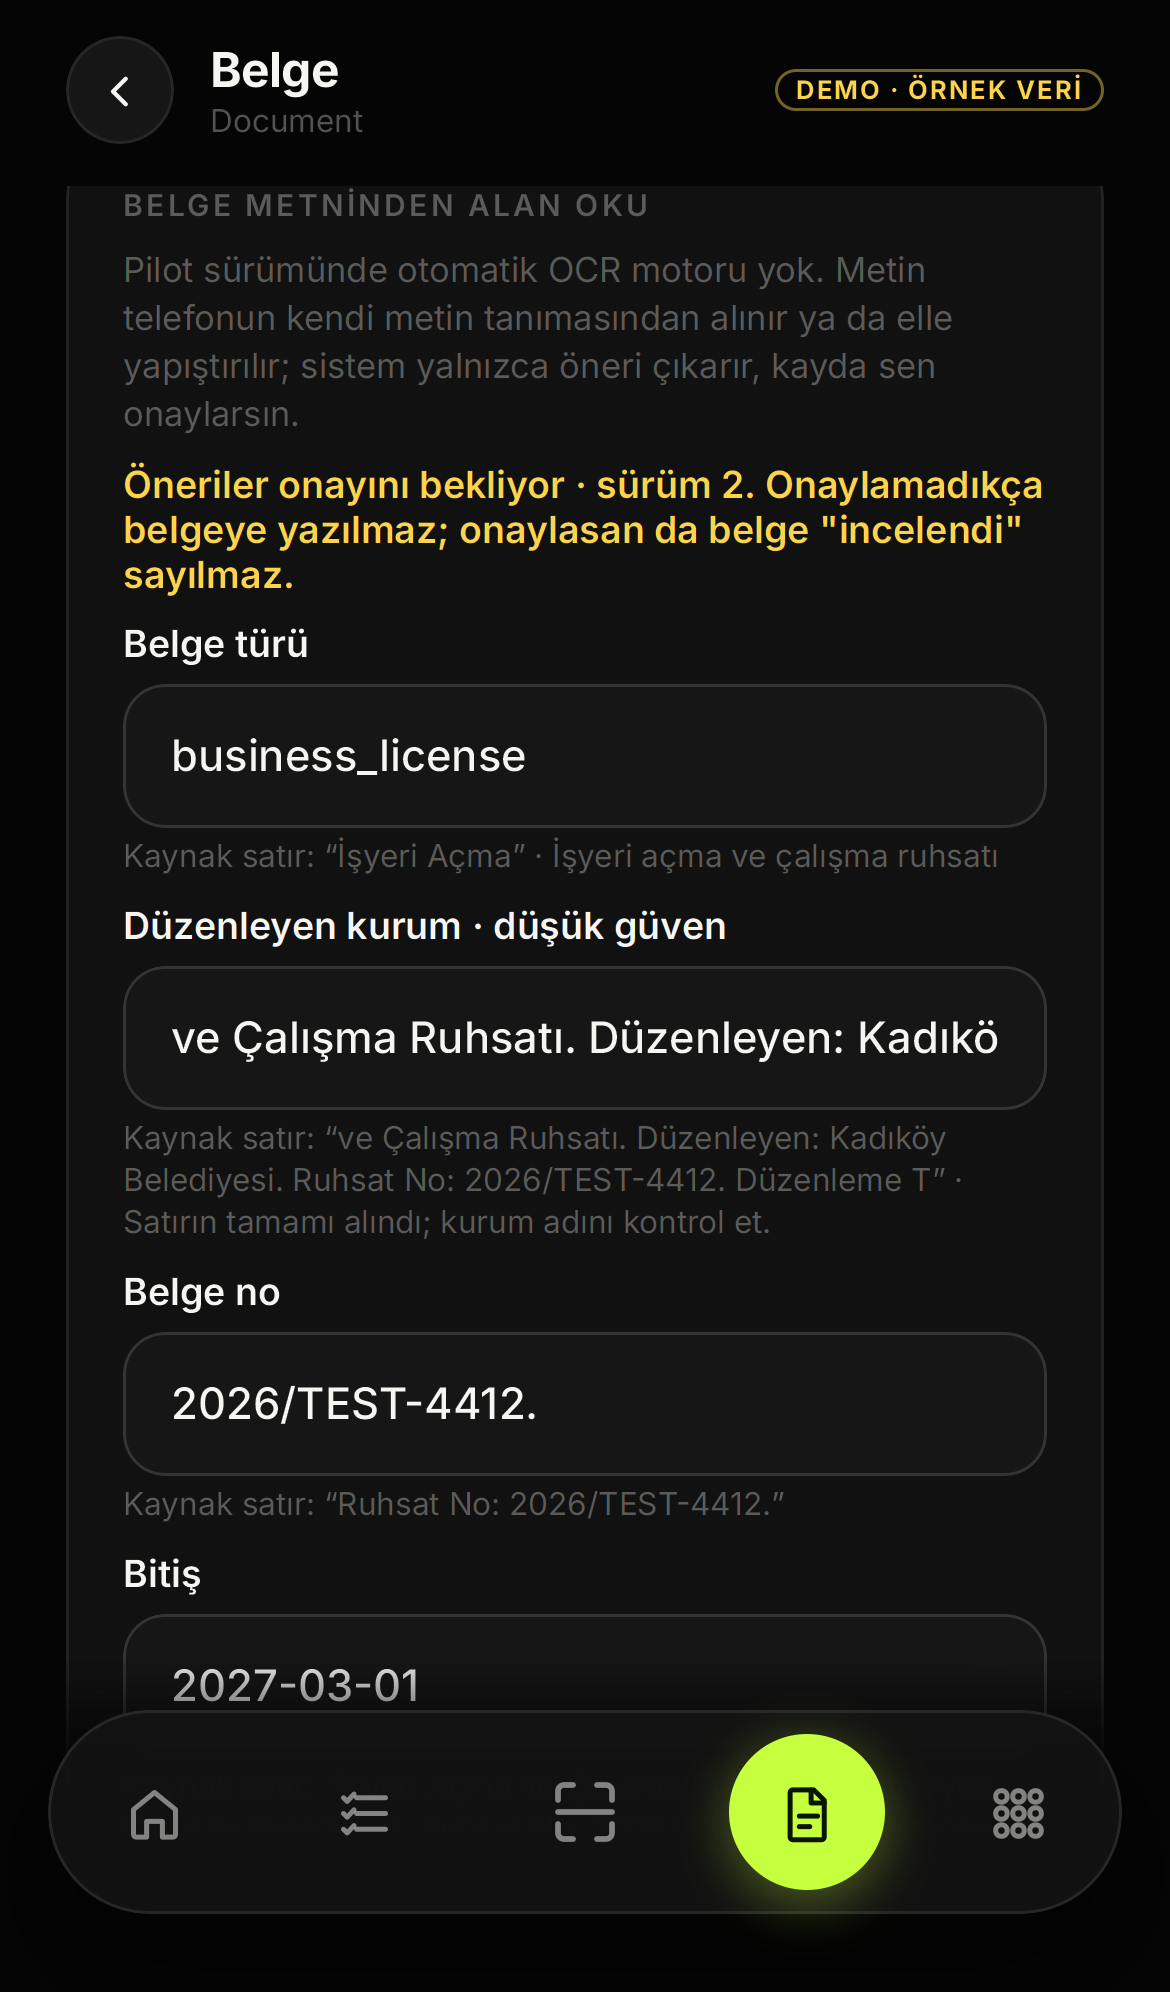 Belge
Document
DEMO · ÖRNEK VERİ
BELGE METNİNDEN ALAN OKU
Pilot sürümünde otomatik OCR motoru yok. Metin
telefonun kendi metin tanımasından alınır ya da elle
yapıştırılır; sistem yalnızca öneri çıkarır, kayda sen
onaylarsın.
Öneriler onayını bekliyor · sürüm 2. Onaylamadıkça
belgeye yazılmaz; onaylasan da belge "incelendi"
sayılmaz.
Belge türü
business_license
Kaynak satır: “İşyeri Açma” · İşyeri açma ve çalışma ruhsatı
Düzenleyen kurum · düşük güven
ve Çalışma Ruhsatı. Düzenleyen: Kadıkö
Kaynak satır: “ve Çalışma Ruhsatı. Düzenleyen: Kadıköy
Belediyesi. Ruhsat No: 2026/TEST-4412. Düzenleme T” ·
Satırın tamamı alındı; kurum adını kontrol et.
Belge no
2026/TEST-4412.
Kaynak satır: “Ruhsat No: 2026/TEST-4412.”
Bitiş
2027-03-01